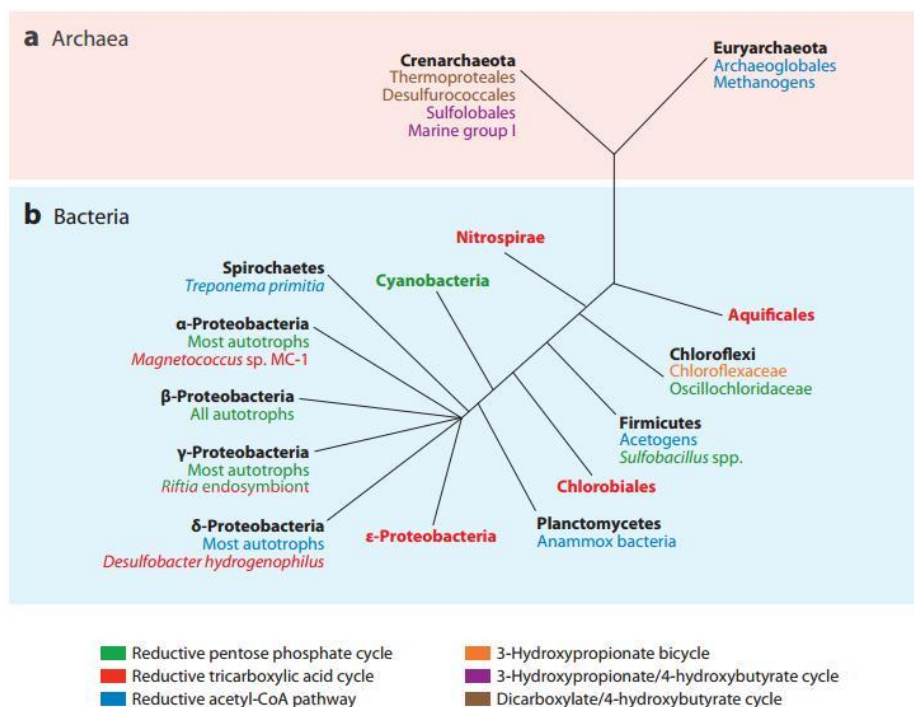 a Archaea
Crenarchaeota
Thermoproteales
Desulfurococcales
Sulfolobales
Marine group I
Euryarchaeota
Archaeoglobales
Methanogens
b Bacteria
Nitrospirae
Spirochaetes
Treponema primitia
Cyanobacteria
Aquificales
α-Proteobacteria
Most autotrophs
Magnetococcus sp. MC-1
Chloroflexi
Chloroflexaceae
Oscillochloridaceae
β-Proteobacteria
All autotrophs
Firmicutes
Acetogens
Sulfobacillus spp.
γ-Proteobacteria
Most autotrophs
Riftia endosymbiont
Chlorobiales
δ-Proteobacteria
Most autotrophs
Desulfobacter hydrogenophilus
ε-Proteobacteria
Planctomycetes
Anammox bacteria
Reductive pentose phosphate cycle
Reductive tricarboxylic acid cycle
Reductive acetyl-CoA pathway
3-Hydroxypropionate bicycle
3-Hydroxypropionate/4-hydroxybutyrate cycle
Dicarboxylate/4-hydroxybutyrate cycle